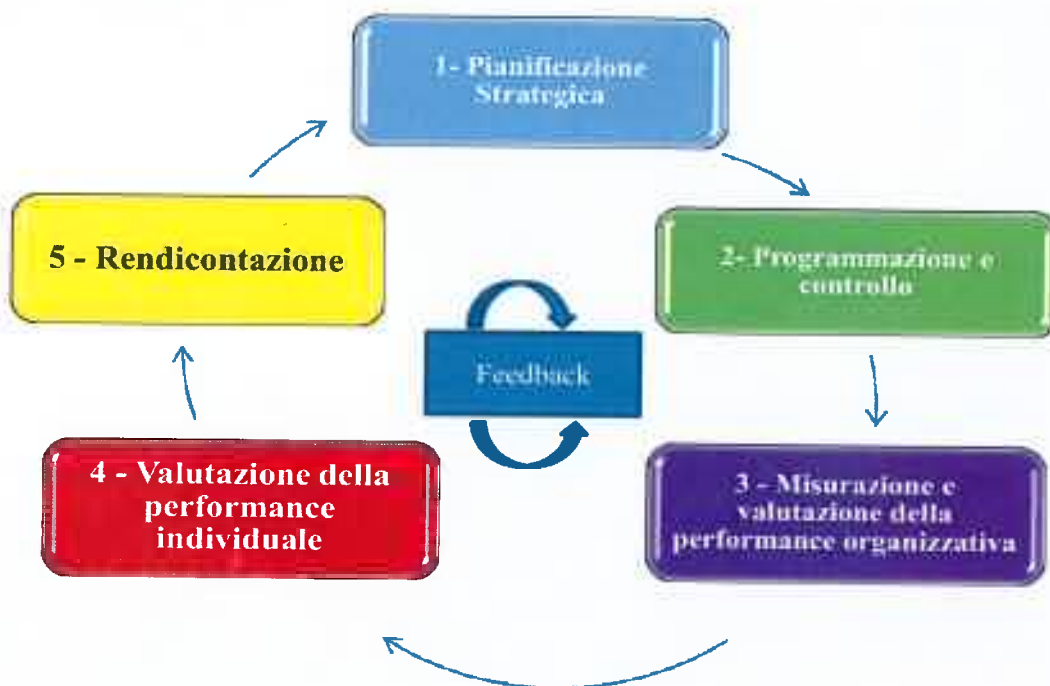 1- Pianificazione
Strategica
2- Programmazione e
controllo
3 - Misurazione e
valutazione della
performance organizzativa
4 - Valutazione della
performance
individuale
5 - Rendicontazione
Feedback